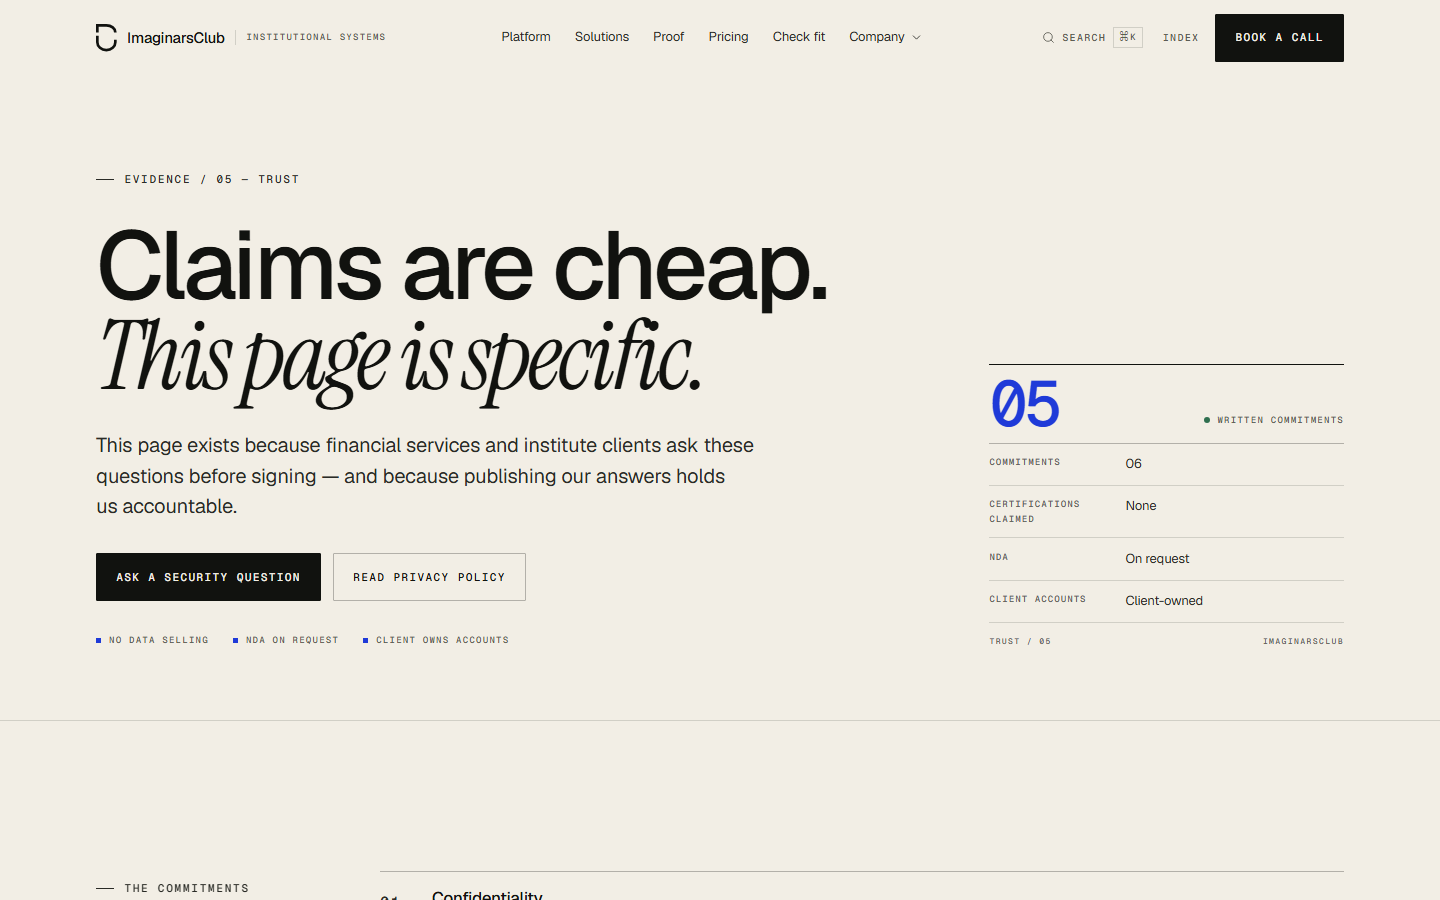 ImaginarsClub
INSTITUTIONAL SYSTEMS
Platform
Solutions
Proof
Pricing
Check fit
Company
SEARCH ⌘K
INDEX
BOOK A CALL
EVIDENCE / 05 — TRUST
Claims are cheap.
This page is specific.
This page exists because financial services and institute clients ask these
questions before signing — and because publishing our answers holds
us accountable.
ASK A SECURITY QUESTION
READ PRIVACY POLICY
NO DATA SELLING
NDA ON REQUEST
CLIENT OWNS ACCOUNTS
05
WRITTEN COMMITMENTS
COMMITMENTS
06
CERTIFICATIONS
CLAIMED
None
NDA
On request
CLIENT ACCOUNTS
Client-owned
TRUST / 05
IMAGINARSCLUB
THE COMMITMENTS
Confidentiality